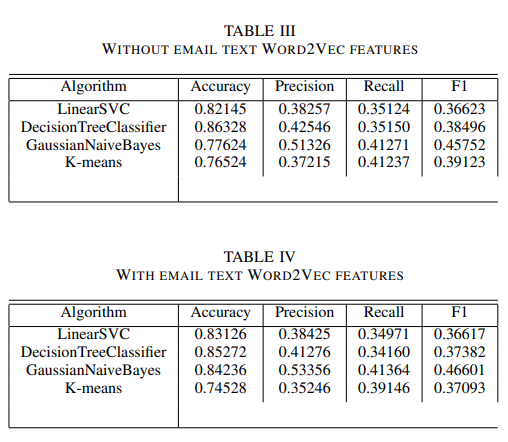 TABLE III
WITHOUT EMAIL TEXT WORD2VEC FEATURES
Algorithm Accuracy Precision Recall F1
LinearSVC 0.82145 0.38257 0.35124 0.36623
DecisionTreeClassifier 0.86328 0.42546 0.35150 0.38496
GaussianNaiveBayes 0.77624 0.51326 0.41271 0.45752
K-means 0.76524 0.37215 0.41237 0.39123
TABLE IV
WITH EMAIL TEXT WORD2VEC FEATURES
Algorithm Accuracy Precision Recall F1
LinearSVC 0.83126 0.38425 0.34971 0.36617
DecisionTreeClassifier 0.85272 0.41276 0.34160 0.37382
GaussianNaiveBayes 0.84236 0.53356 0.41364 0.46601
K-means 0.74528 0.35246 0.39146 0.37093